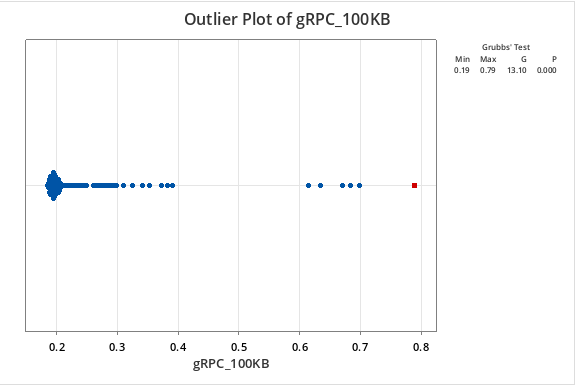 Outlier Plot of gRPC_100KB
Grubbs' Test
Min Max G P
0.19 0.79 13.10 0.000
0.2 0.3 0.4 0.5 0.6 0.7 0.8
gRPC_100KB